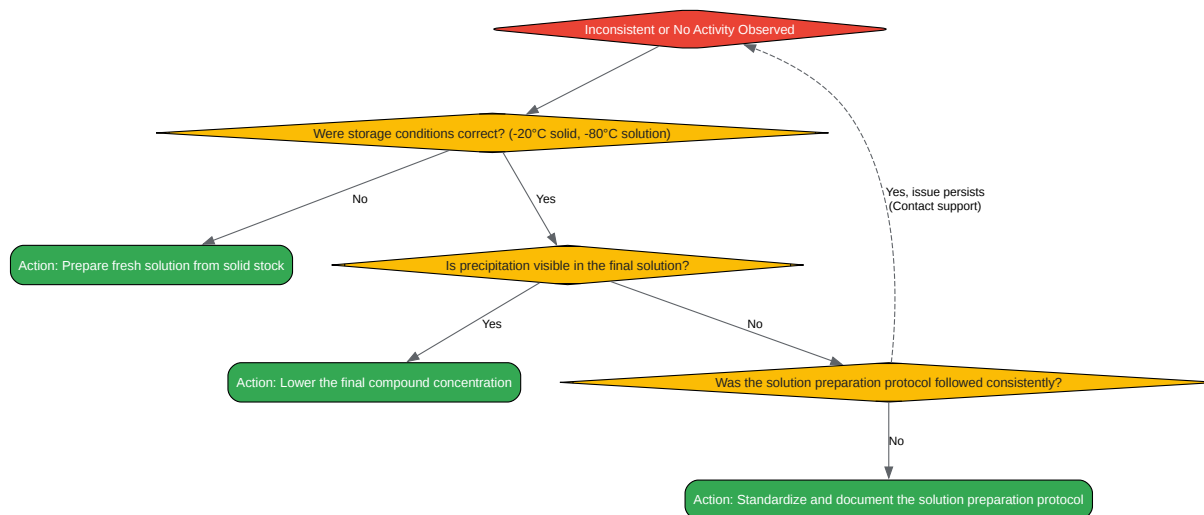 Inconsistent or No Activity Observed
Were storage conditions correct? (-20°C solid, -80°C solution)
No
Yes
Yes, issue persists
(Contact support)
Action: Prepare fresh solution from solid stock
Is precipitation visible in the final solution?
Yes
No
Action: Lower the final compound concentration
Was the solution preparation protocol followed consistently?
No
Action: Standardize and document the solution preparation protocol